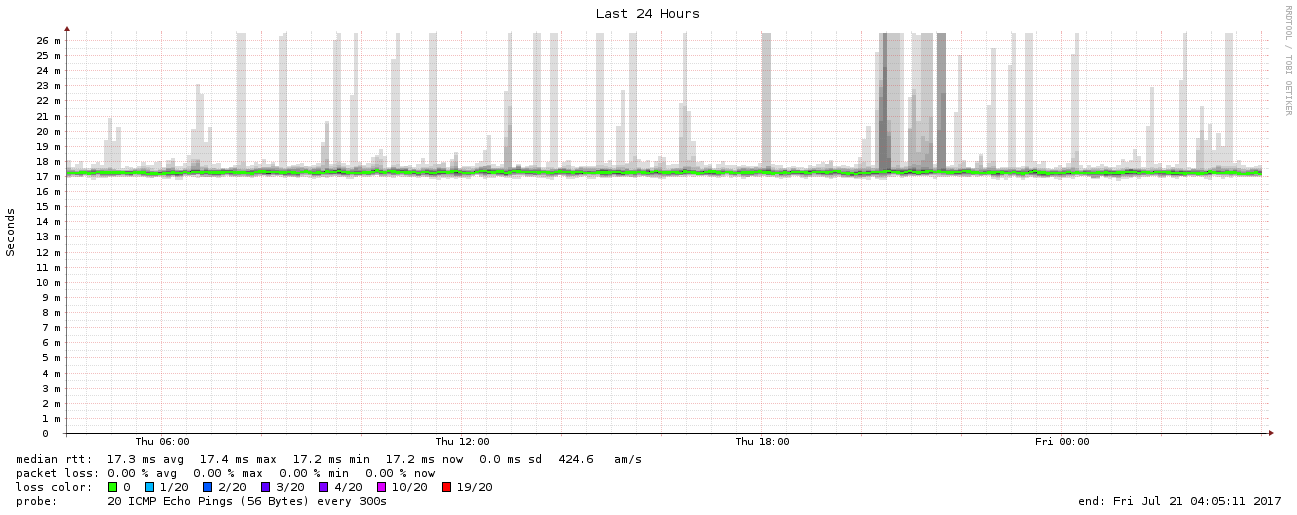 Last 24 Hours
RRDTOOL / TOBI OETIKER
Seconds
26 m
25 m
24 m
23 m
22 m
21 m
20 m
19 m
18 m
17 m
16 m
15 m
14 m
13 m
12 m
11 m
10 m
9 m
8 m
7 m
6 m
5 m
4 m
3 m
2 m
1 m
0
Thu 06:00 Thu 12:00 Thu 18:00 Fri 00:00
median rtt: 17.3 ms avg 17.4 ms max 17.2 ms min 17.2 ms now 0.0 ms sd 424.6 am/s
packet loss: 0.00 % avg 0.00 % max 0.00 % min 0.00 % now
loss color: 0 1/20 2/20 3/20 4/20 10/20 19/20
probe: 20 ICMP Echo Pings (56 Bytes) every 300s end: Fri Jul 21 04:05:11 2017